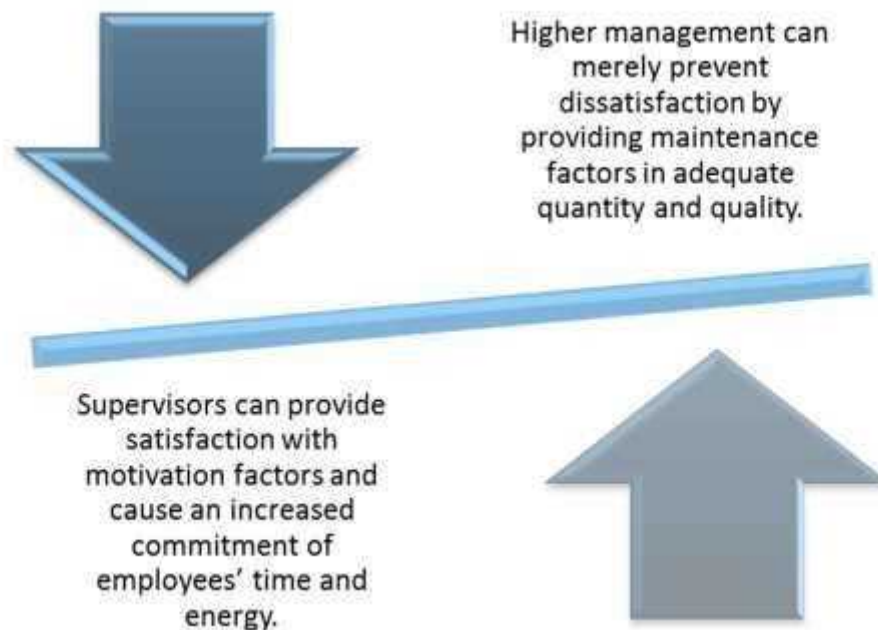 Higher management can
merely prevent
dissatisfaction by
providing maintenance
factors in adequate
quantity and quality.
Supervisors can provide
satisfaction with
motivation factors and
cause an increased
commitment of
employees’ time and
energy.